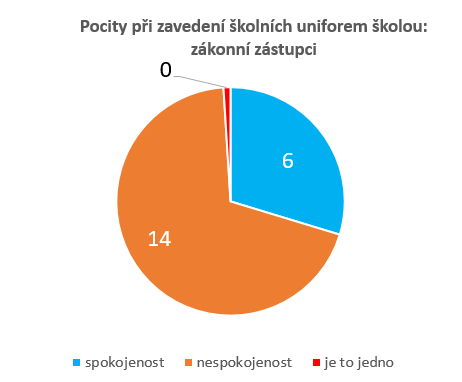 Pocity při zavedení školních uniforem školou:
zákonní zástupci
0
6
14
spokojenost nespokojenost je to jedno